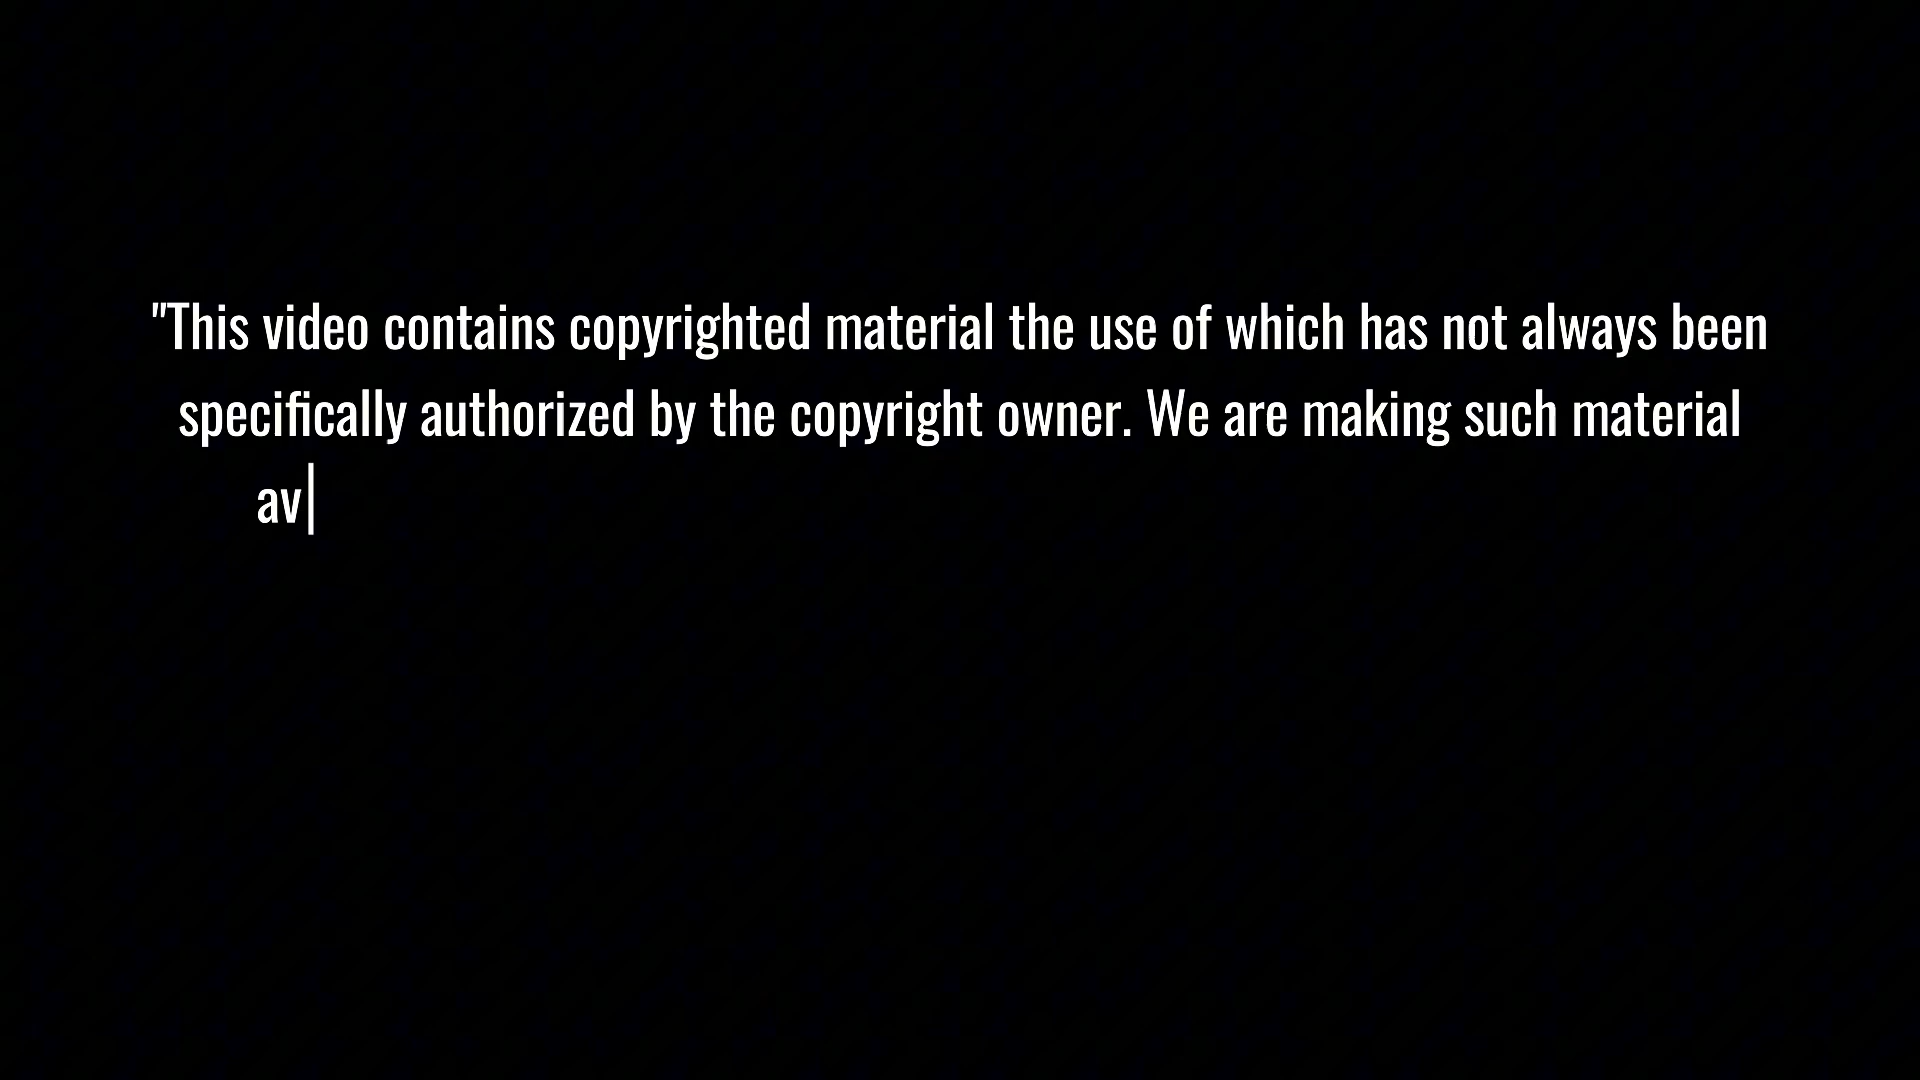 "This video contains copyrighted material the use of which has not always been
specifically authorized by the copyright owner. We are making such material
av